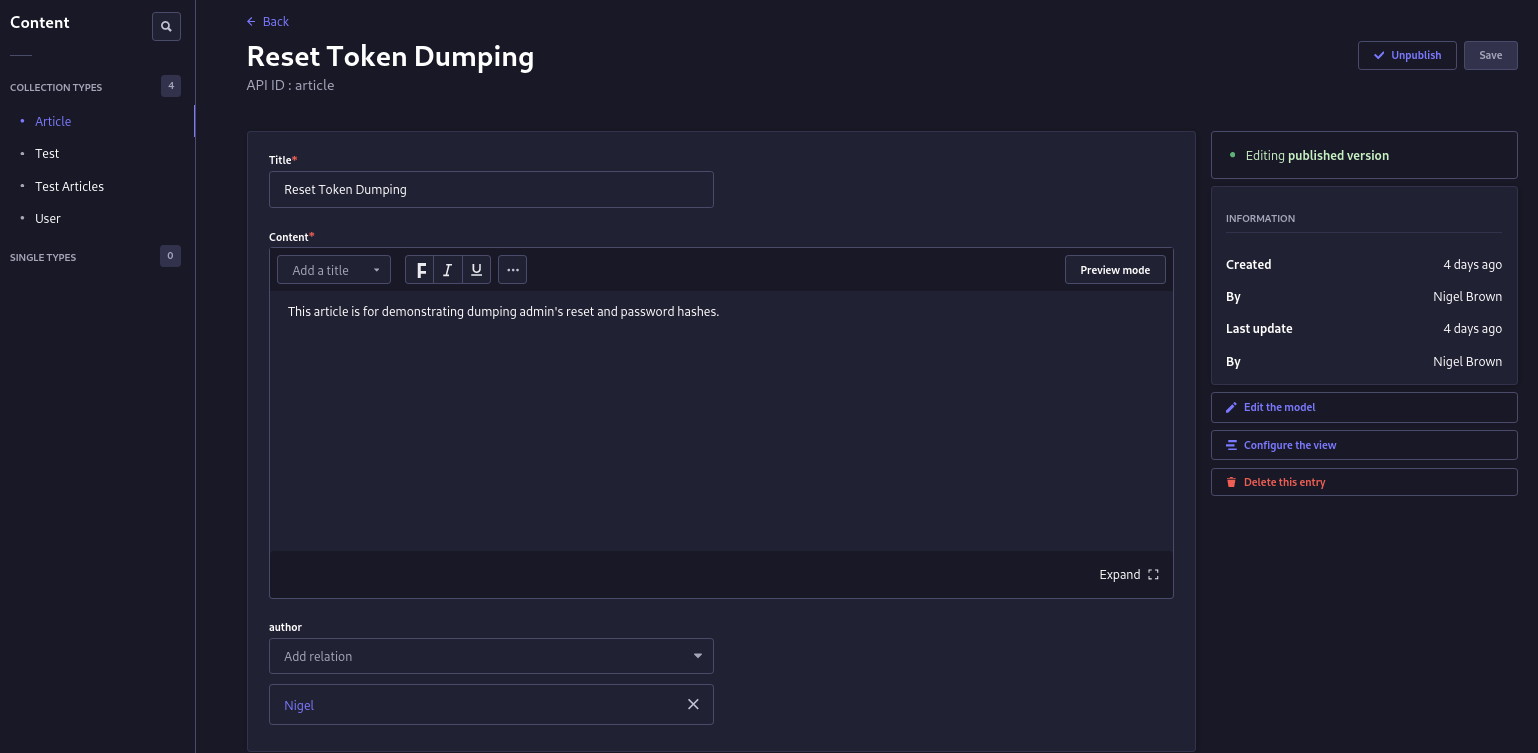 Content
COLLECTION TYPES 4
Article
Test
Test Articles
User
SINGLE TYPES 0
Back
Reset Token Dumping
API ID : article
Unpublish
Save
Title*
Reset Token Dumping
Content*
Add a title
F I U ...
Preview mode
This article is for demonstrating dumping admin's reset and password hashes.
Expand
author
Add relation
Nigel
Editing published version
INFORMATION
Created 4 days ago
By Nigel Brown
Last update 4 days ago
By Nigel Brown
Edit the model
Configure the view
Delete this entry